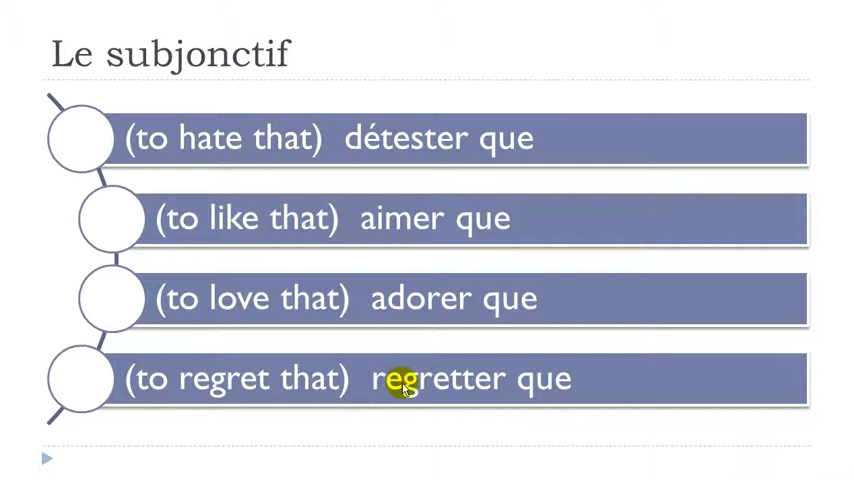 Le subjonctif
(to hate that) détester que
(to like that) aimer que
(to love that) adorer que
(to regret that) regretter que